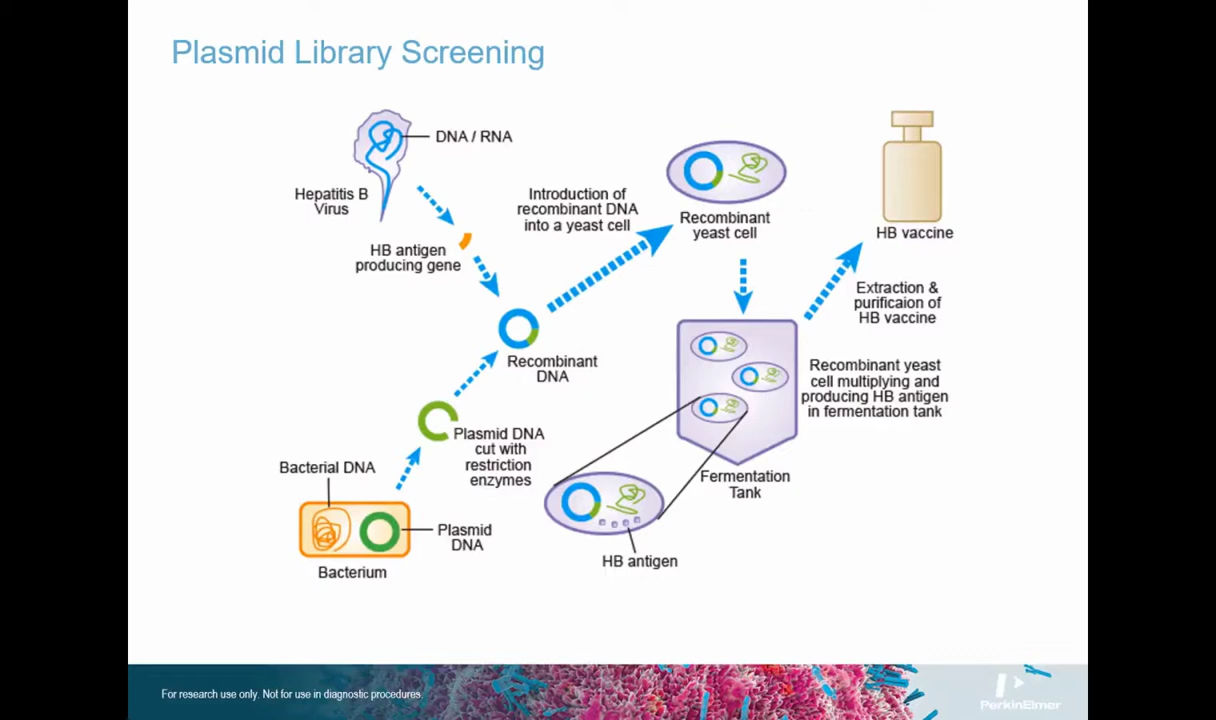 Plasmid Library Screening
DNA / RNA
Hepatitis B
Virus
HB antigen
producing gene
Introduction of
recombinant DNA
into a yeast cell
Recombinant
yeast cell
HB vaccine
Extraction &
purificaion of
HB vaccine
Recombinant
DNA
Recombinant yeast
cell multiplying and
producing HB antigen
in fermentation tank
Plasmid DNA
cut with
restriction
enzymes
Bacterial DNA
Plasmid
DNA
Bacterium
Fermentation
Tank
HB antigen
For research use only. Not for use in diagnostic procedures
PerkinElmer